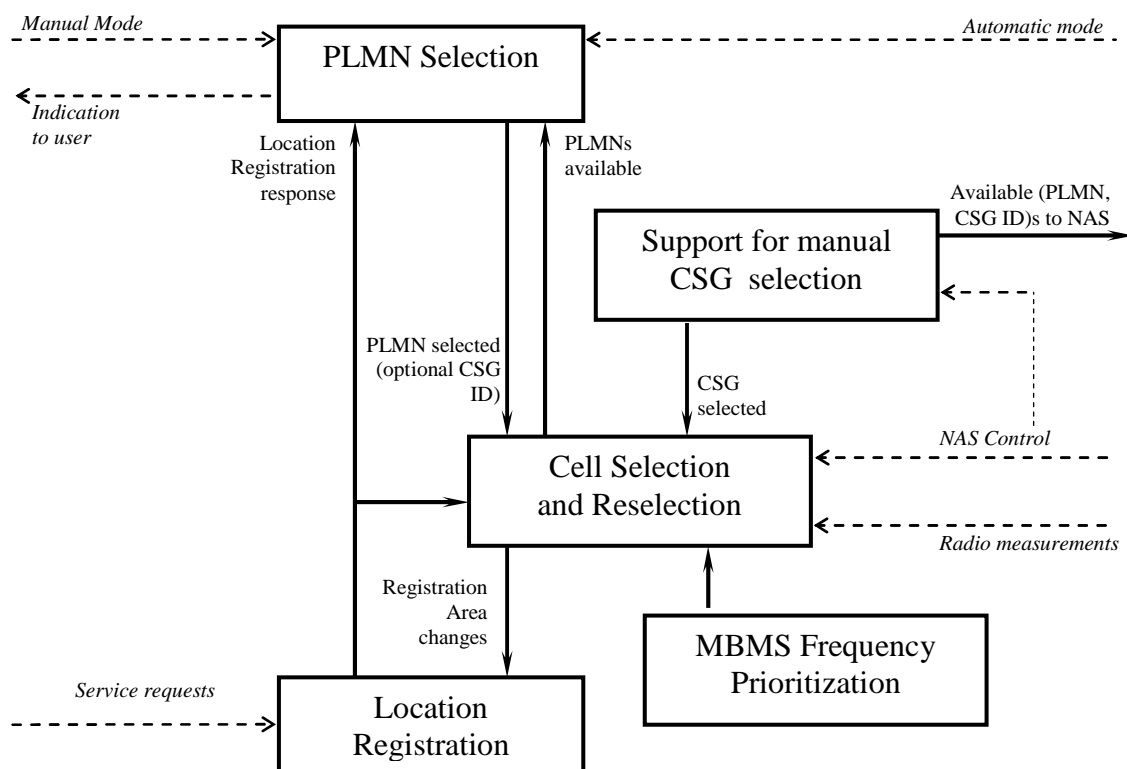 Manual Mode
PLMN Selection
Automatic mode
Indication
to user
Location
Registration
response
PLMNs
available
Available (PLMN,
CSG ID)s to NAS
Support for manual
CSG selection
PLMN selected
(optional CSG
ID)
CSG
selected
NAS Control
Cell Selection
and Reselection
Radio measurements
Registration
Area
changes
MBMS Frequency
Prioritization
Service requests
Location
Registration